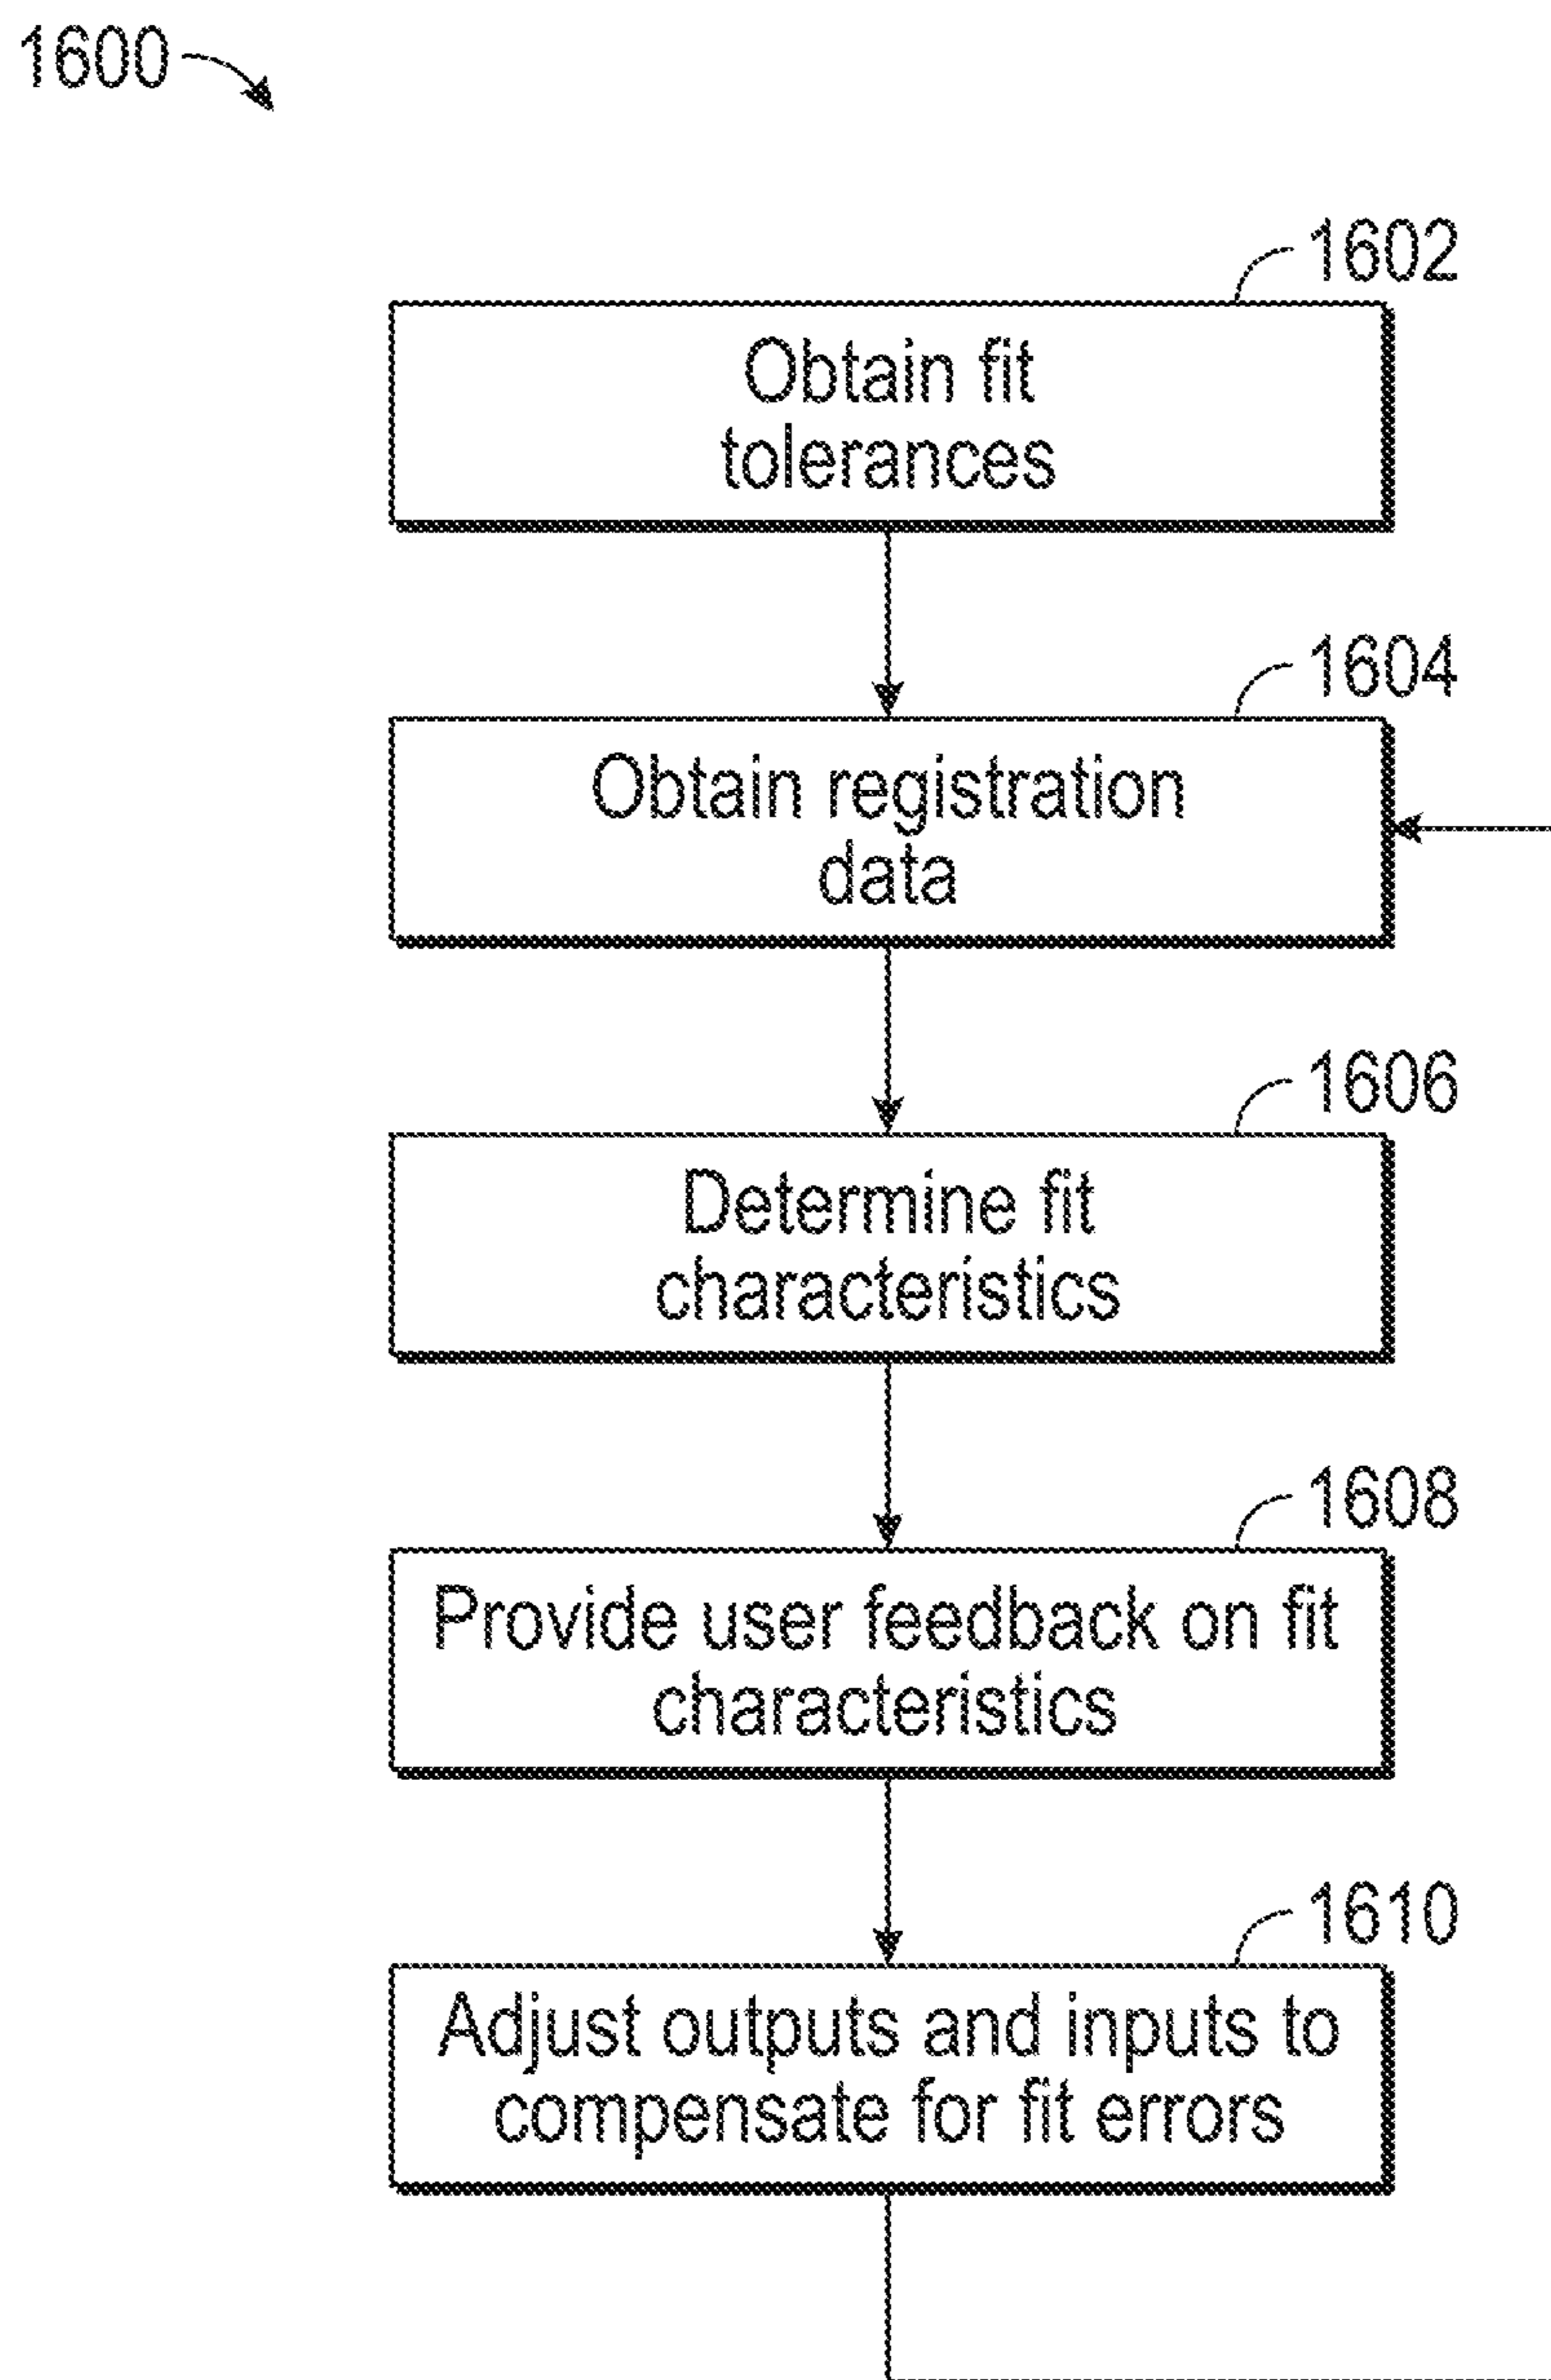 1600
1602
Obtain fit
tolerances
1604
Obtain registration
data
1606
Determine fit
characteristics
1608
Provide user feedback on fit
characteristics
1610
Adjust outputs and inputs to
compensate for fit errors